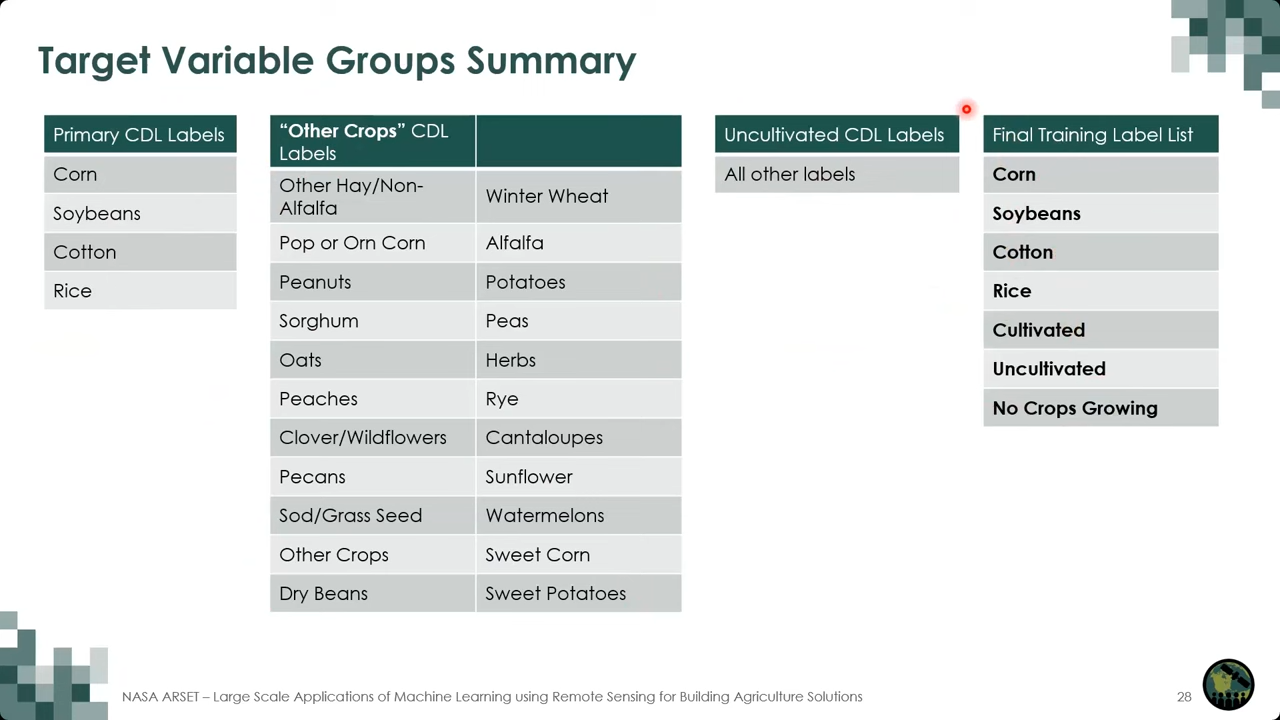 Target Variable Groups Summary
Primary CDL Labels
Corn
Soybeans
Cotton
Rice
“Other Crops” CDL
Labels
Other Hay/Non-
Alfalfa
Winter Wheat
Pop or Orn Corn
Alfalfa
Peanuts
Potatoes
Sorghum
Peas
Oats
Herbs
Peaches
Rye
Clover/Wildflowers
Cantaloupes
Pecans
Sunflower
Sod/Grass Seed
Watermelons
Other Crops
Sweet Corn
Dry Beans
Sweet Potatoes
Uncultivated CDL Labels
All other labels
Final Training Label List
Corn
Soybeans
Cotton
Rice
Cultivated
Uncultivated
No Crops Growing
NASA ARSET – Large Scale Applications of Machine Learning using Remote Sensing for Building Agriculture Solutions
28